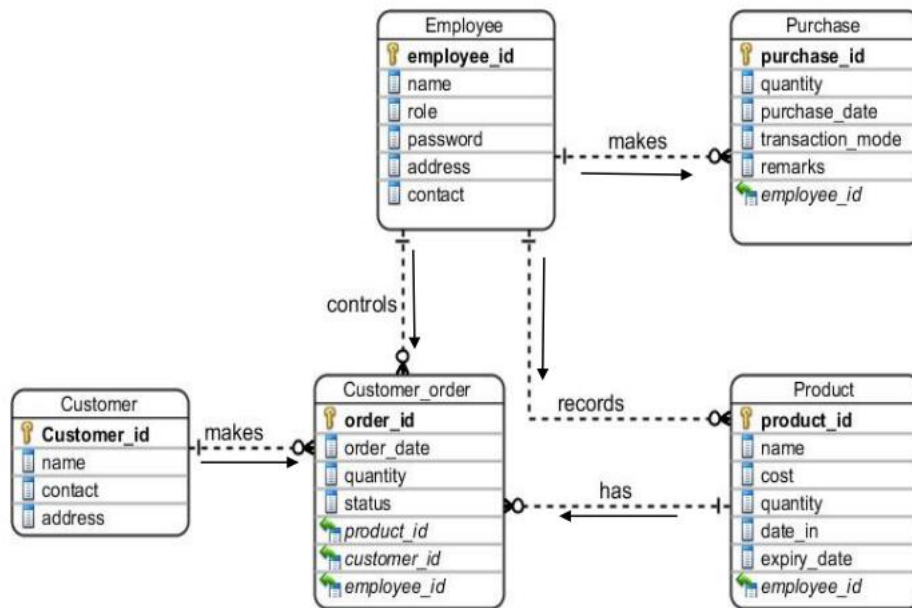 Employee
employee_id
name
role
password
address
contact
makes
Purchase
purchase_id
quantity
purchase_date
transaction_mode
remarks
employee_id
controls
records
Customer
Customer_id
name
contact
address
makes
Customer_order
order_id
order_date
quantity
status
product_id
customer_id
employee_id
has
Product
product_id
name
cost
quantity
date_in
expiry_date
employee_id